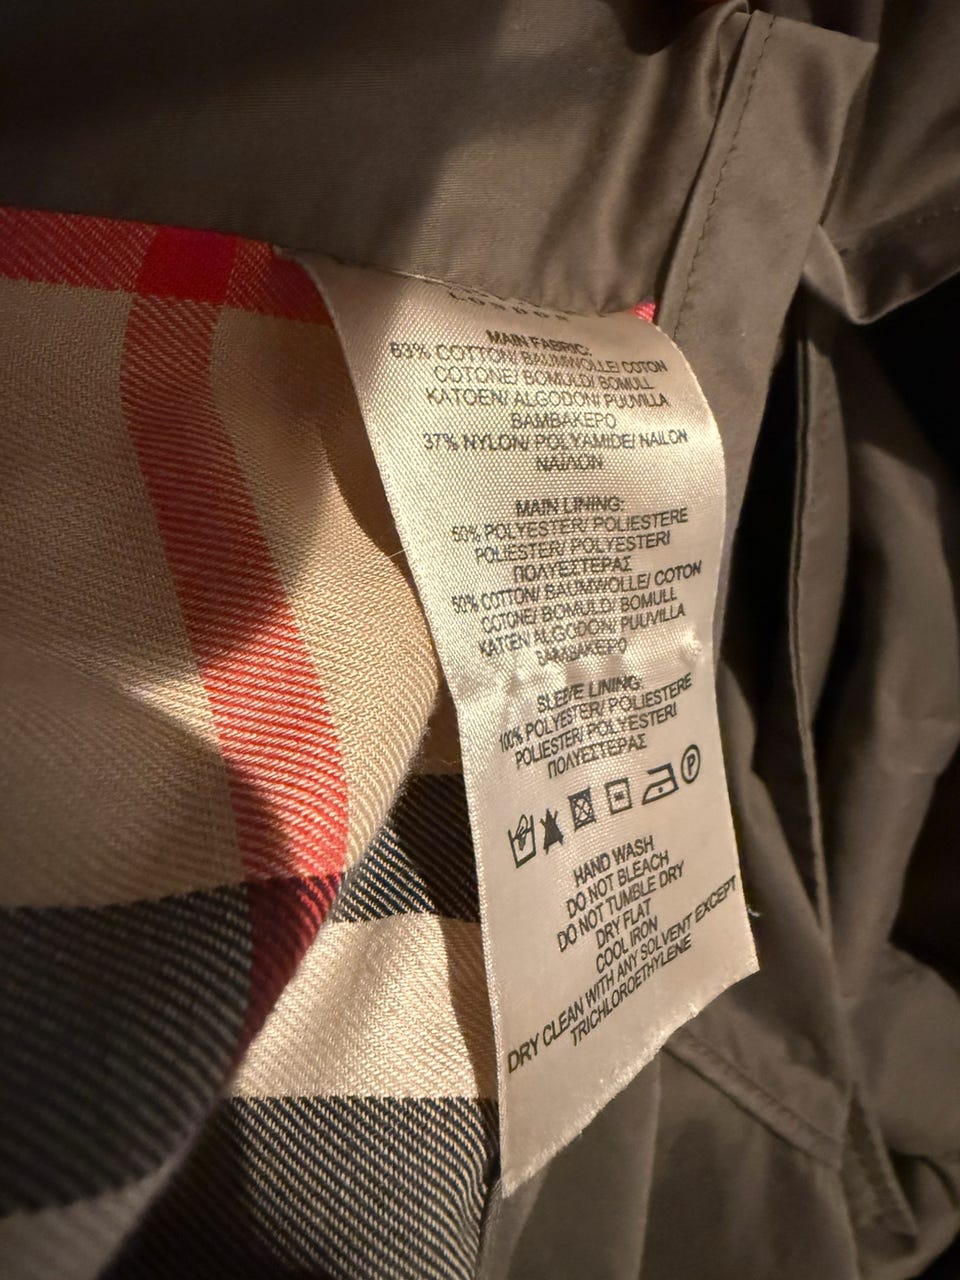 LONDON
MAIN FABRIC:
63% COTTON/ BAUMWOLLE/ COTON
COTONE/ BOMULD/ BOMULL
KATOEN/ ALGODON/ PUUVILLA
ΒΑΜΒΑΚΕΡΟ
37% NYLON/ POLYAMIDE/ NAILON
ΝΑΪΛΟΝ
MAIN LINING:
50% POLYESTER/ POLIESTERE
POLIESTER/ POLYESTERI
ΠΟΛΥΕΣΤΕΡΑΣ
50% COTTON/ BAUMWOLLE/ COTON
COTONE/ BOMULD/ BOMULL
KATOEN/ ALGODON/ PUUVILLA
ΒΑΜΒΑΚΕΡΟ
SLEEVE LINING:
100% POLYESTER/ POLIESTERE
POLIESTER/ POLYESTERI
ΠΟΛΥΕΣΤΕΡΑΣ
P
HAND WASH
DO NOT BLEACH
DO NOT TUMBLE DRY
DRY FLAT
COOL IRON
DRY CLEAN WITH ANY SOLVENT EXCEPT
TRICHLOROETHYLENE